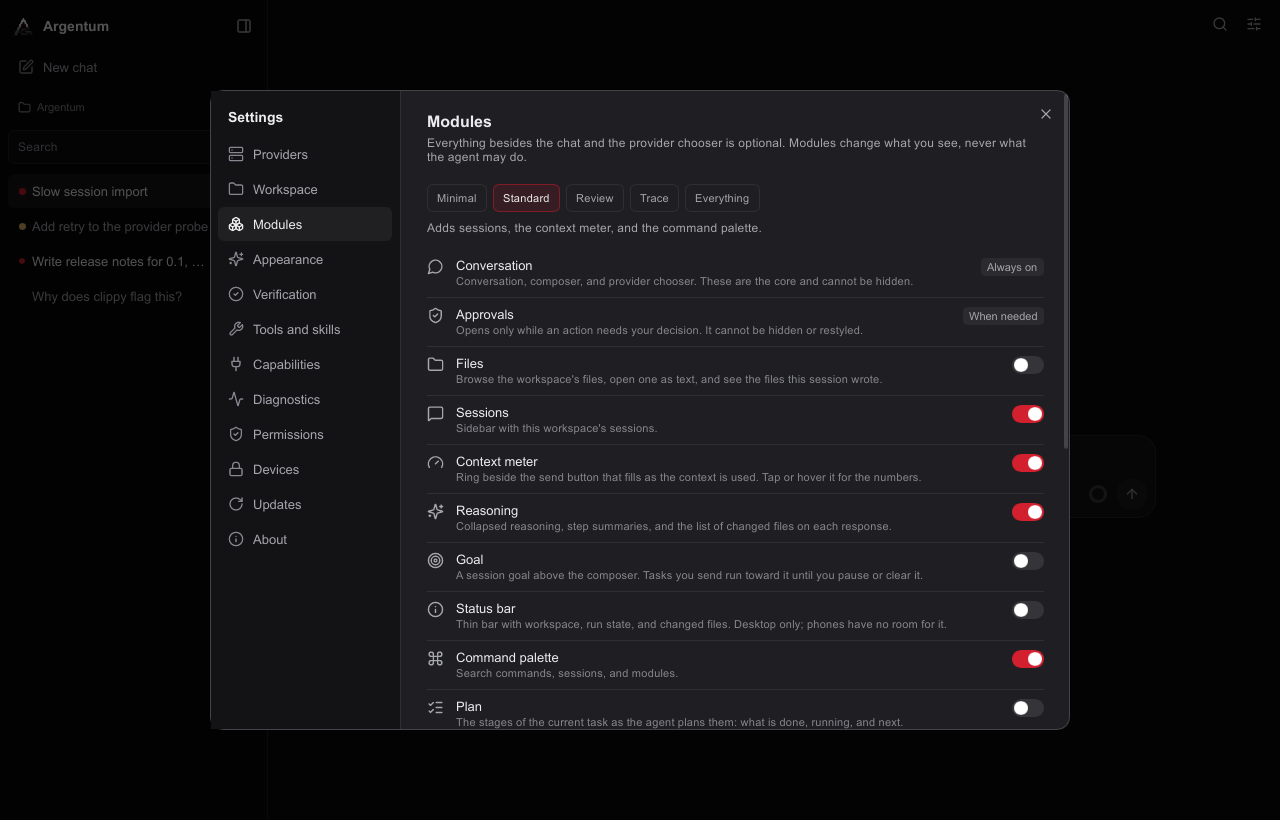 Argentum
New chat
Argentum
Search
Slow session import
Add retry to the provider probe
Write release notes for 0.1, ...
Why does clippy flag this?
Settings
Providers
Workspace
Modules
Appearance
Verification
Tools and skills
Capabilities
Diagnostics
Permissions
Devices
Updates
About
Modules
Everything besides the chat and the provider chooser is optional. Modules change what you see, never what
the agent may do.
Minimal
Standard
Review
Trace
Everything
Adds sessions, the context meter, and the command palette.
Conversation
Conversation, composer, and provider chooser. These are the core and cannot be hidden.
Always on
Approvals
Opens only while an action needs your decision. It cannot be hidden or restyled.
When needed
Files
Browse the workspace's files, open one as text, and see the files this session wrote.
Sessions
Sidebar with this workspace's sessions.
Context meter
Ring beside the send button that fills as the context is used. Tap or hover it for the numbers.
Reasoning
Collapsed reasoning, step summaries, and the list of changed files on each response.
Goal
A session goal above the composer. Tasks you send run toward it until you pause or clear it.
Status bar
Thin bar with workspace, run state, and changed files. Desktop only; phones have no room for it.
Command palette
Search commands, sessions, and modules.
Plan
The stages of the current task as the agent plans them: what is done, running, and next.